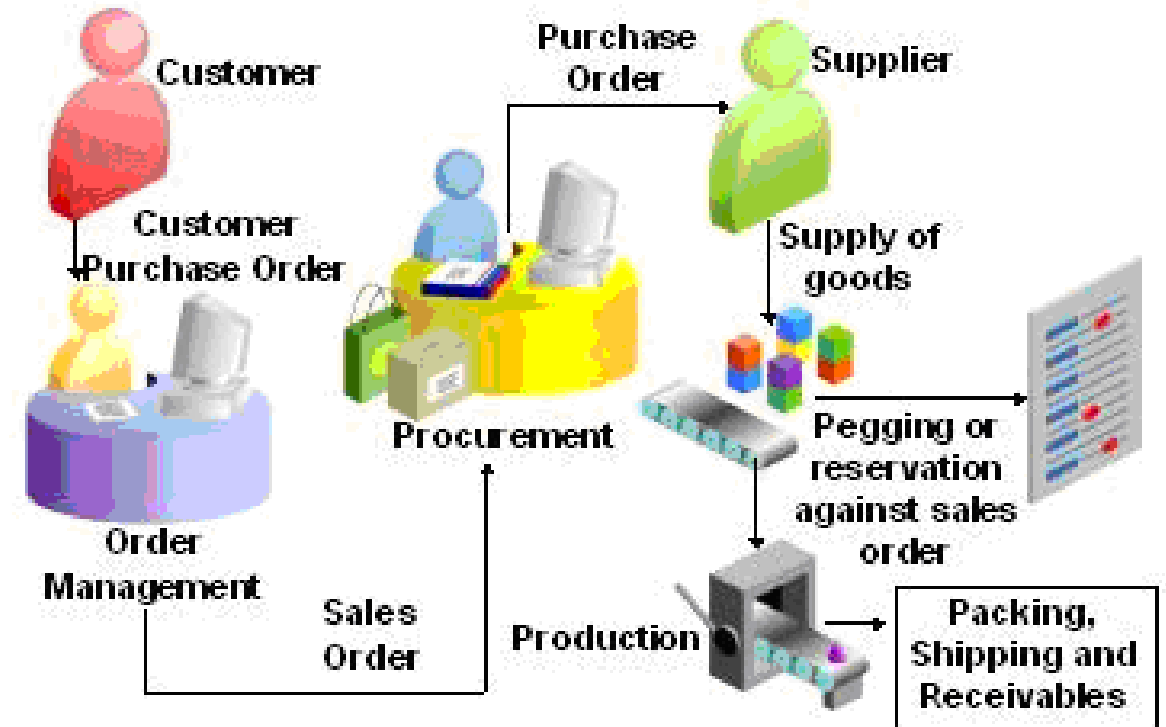 Customer
Purchase
Order
Supplier
Customer
Purchase Order
Supply of
goods
Procurement
Pegging or
reservation
against sales
order
Order
Management
Sales
Order
Production
Packing,
Shipping and
Receivables